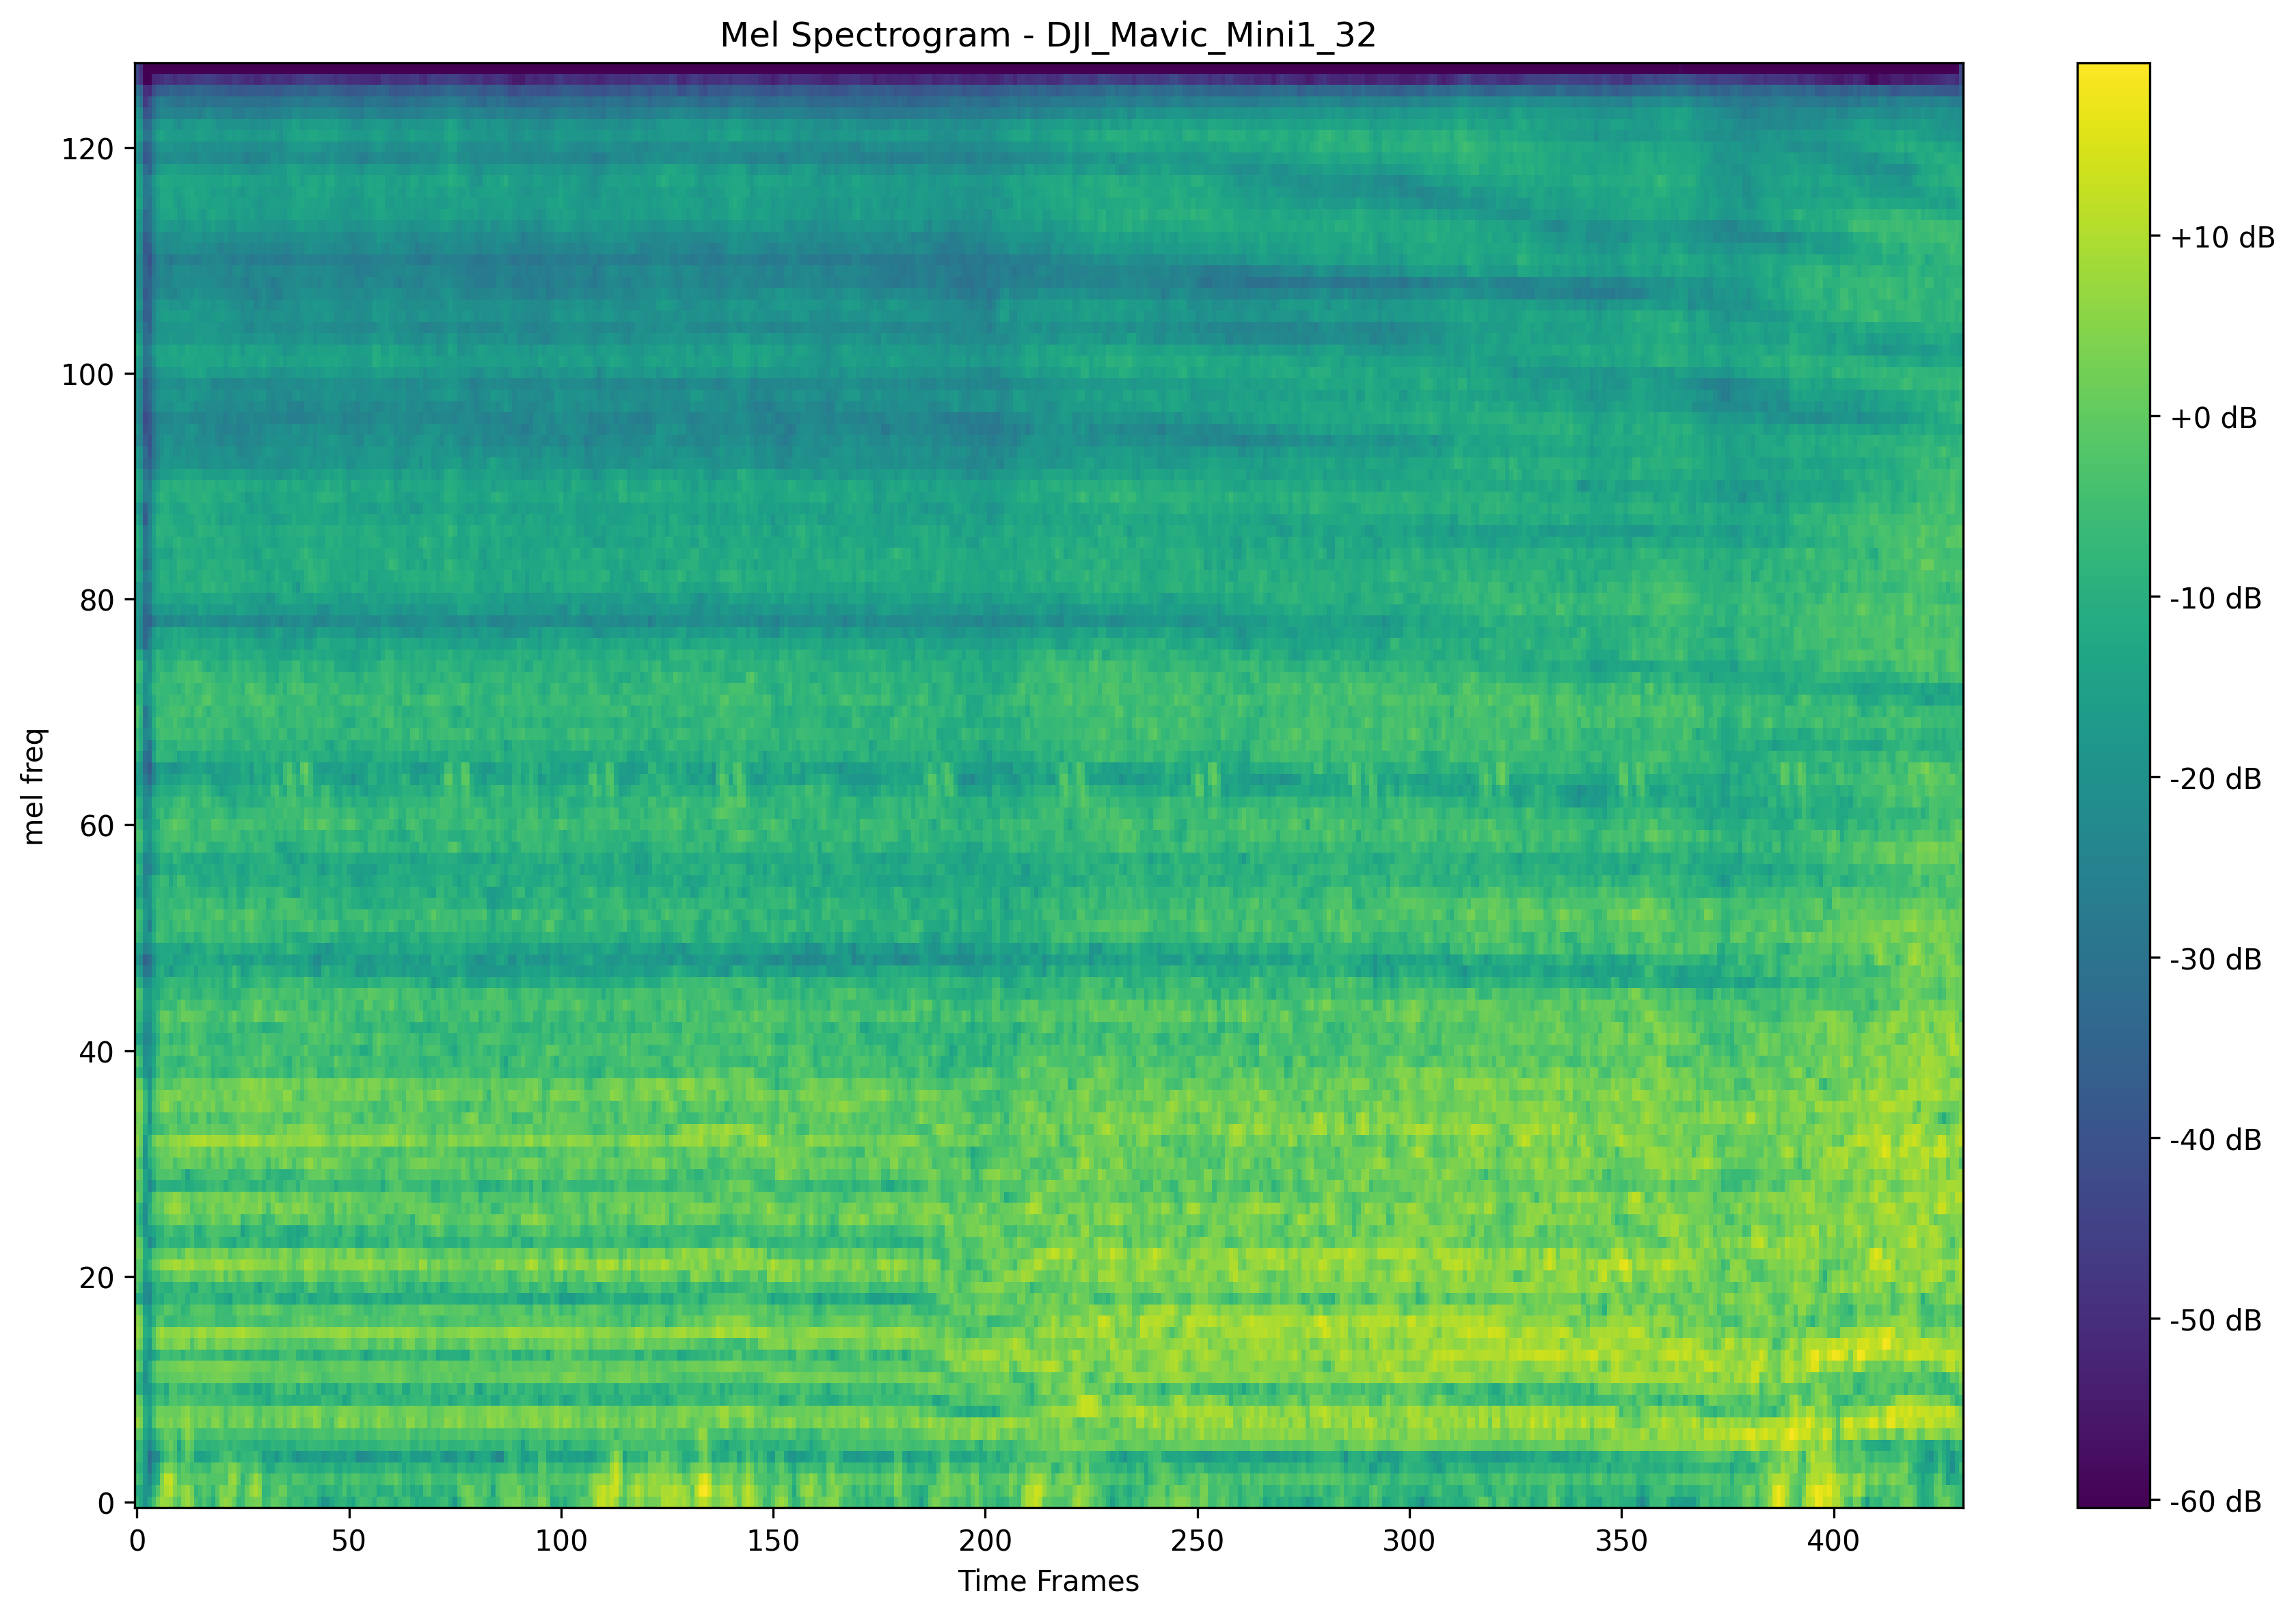 Mel Spectrogram - DJI_Mavic_Mini1_32
mel freq
120
100
80
60
40
20
0
0 50 100 150 200 250 300 350 400
Time Frames
+10 dB
+0 dB
-10 dB
-20 dB
-30 dB
-40 dB
-50 dB
-60 dB